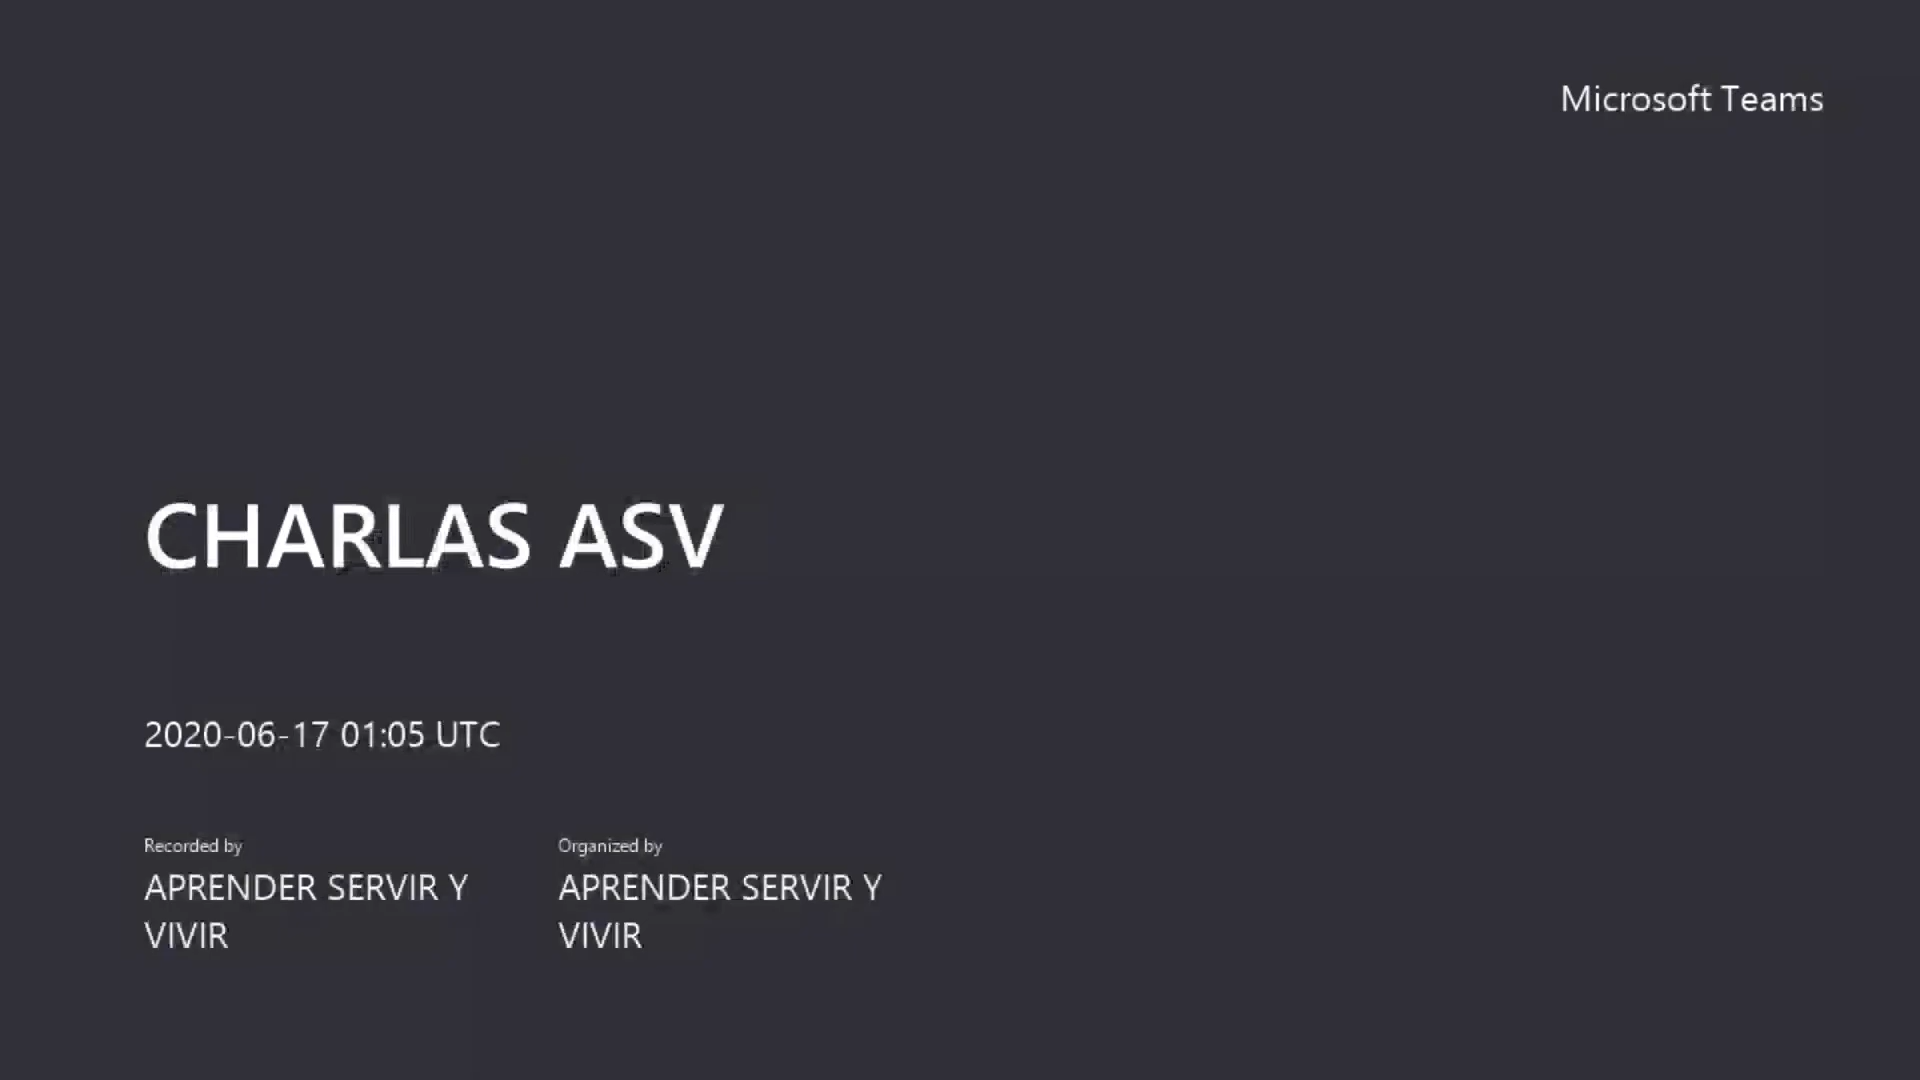 Microsoft Teams
CHARLAS ASV
2020-06-17 01:05 UTC
Recorded by
APRENDER SERVIR Y
VIVIR
Organized by
APRENDER SERVIR Y
VIVIR